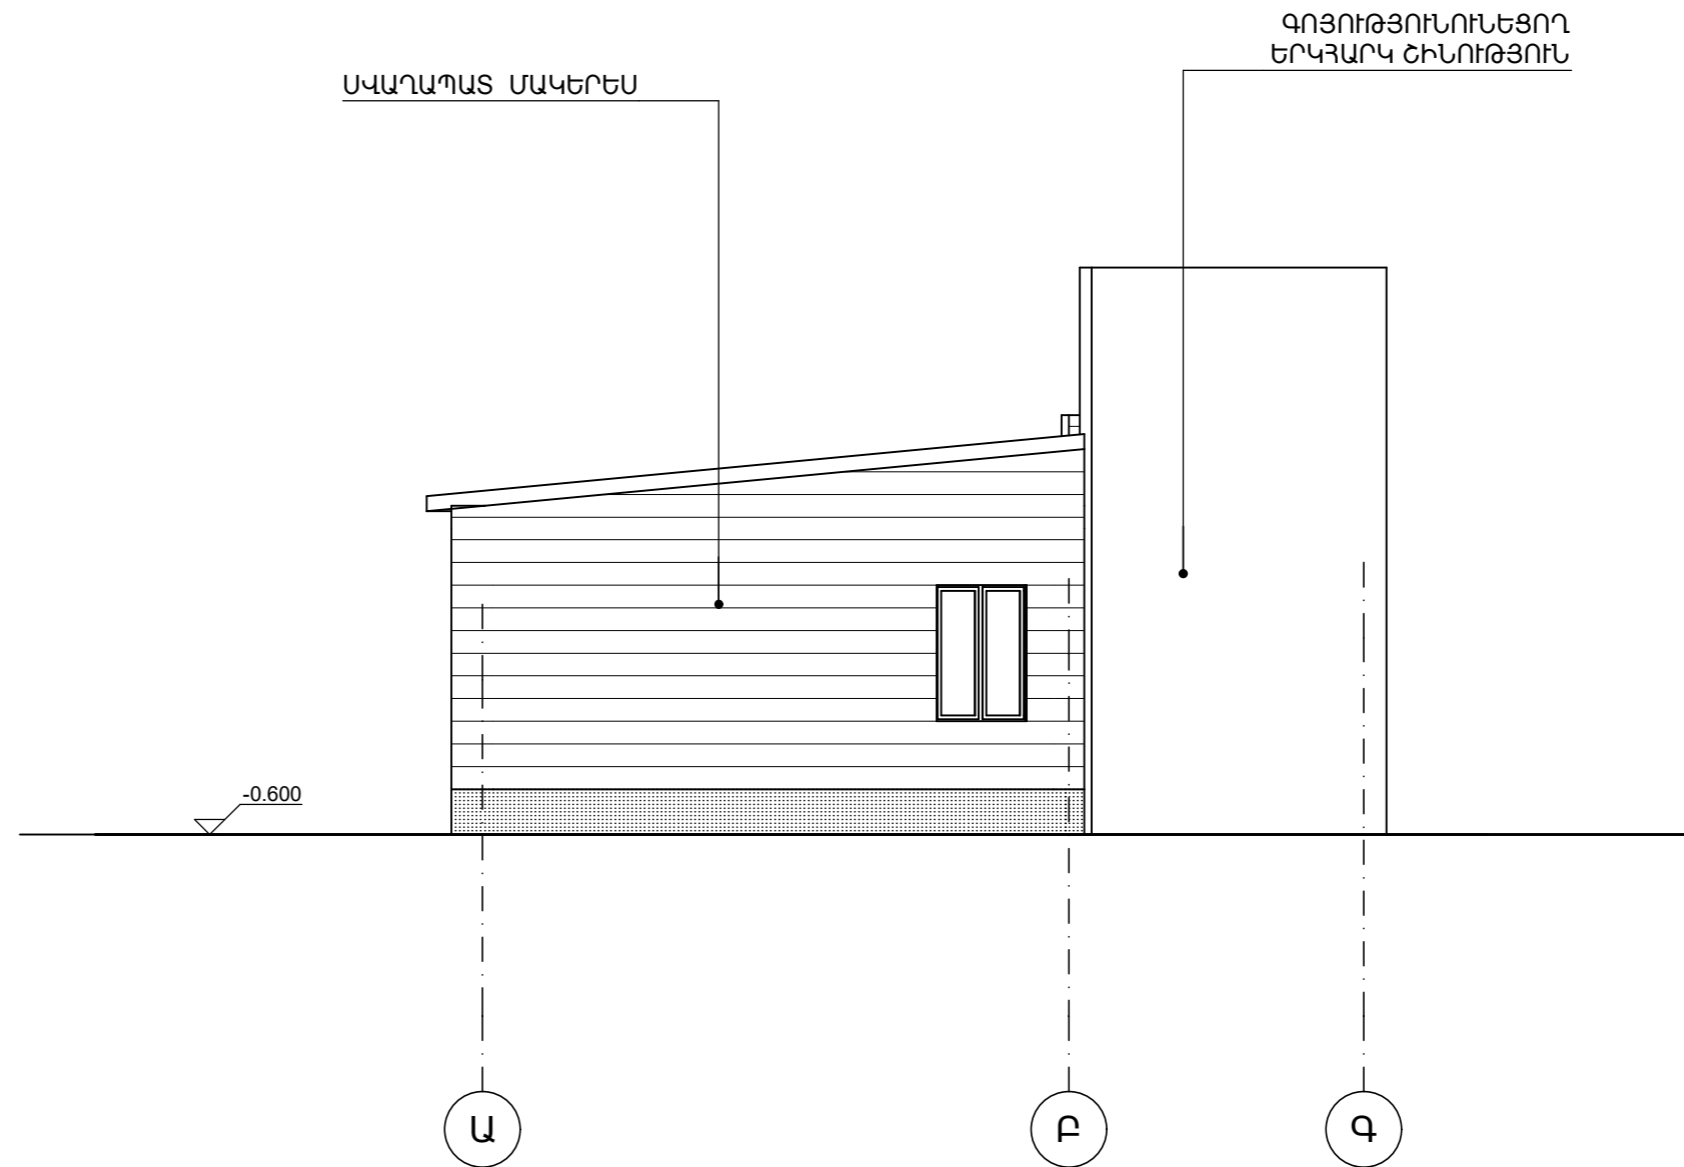 ԳՈՅՈՒԹՅՈՒՆՈՒՆԵՑՈՂ
ԵՐԿՀԱՐԿ ՇԻՆՈՒԹՅՈՒՆ
ՍՎԱՂԱՊԱՏ ՄԱԿԵՐԵՍ
-0.600
Ա
Բ
Գ